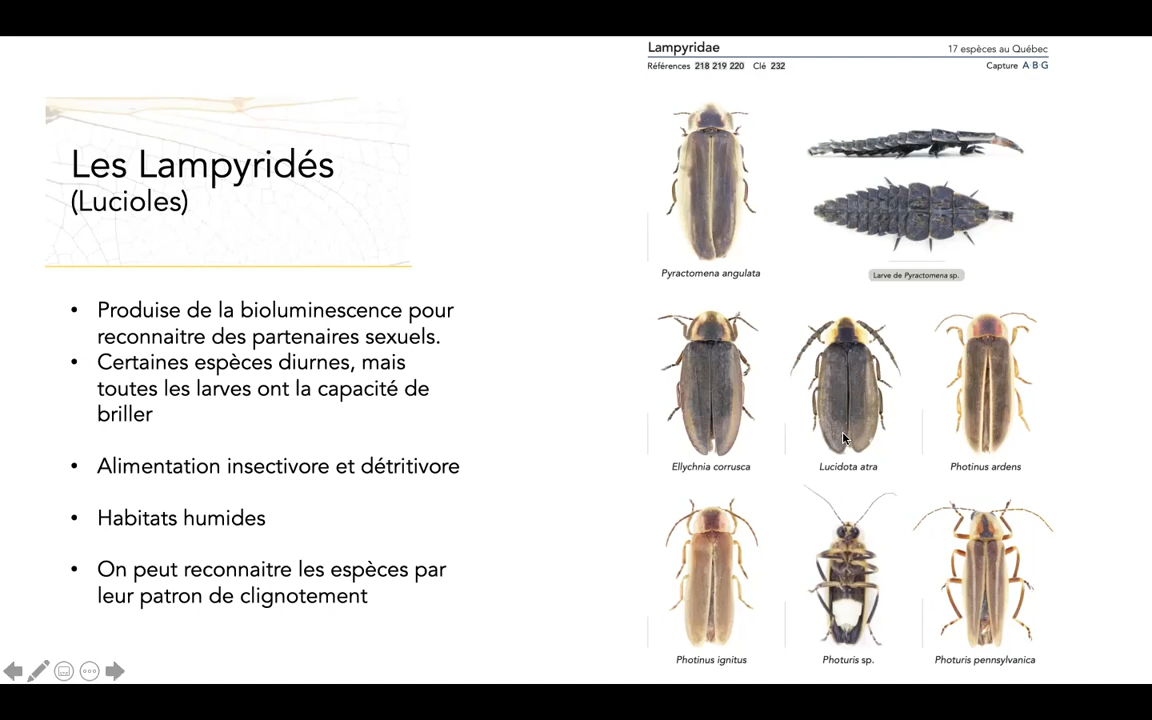 Lampyridae
17 espèces au Québec
Références 218 219 220 Clé 232
Capture A B G
Les Lampyridés
(Lucioles)
Pyractomena angulata
Larve de Pyractomena sp.
• Produise de la bioluminescence pour
reconnaitre des partenaires sexuels.
• Certaines espèces diurnes, mais
toutes les larves ont la capacité de
briller
• Alimentation insectivore et détritivore
• Habitats humides
• On peut reconnaitre les espèces par
leur patron de clignotement
Ellychnia corrusca
Lucidota atra
Photinus ardens
Photinus ignitus
Photuris sp.
Photuris pennsylvanica